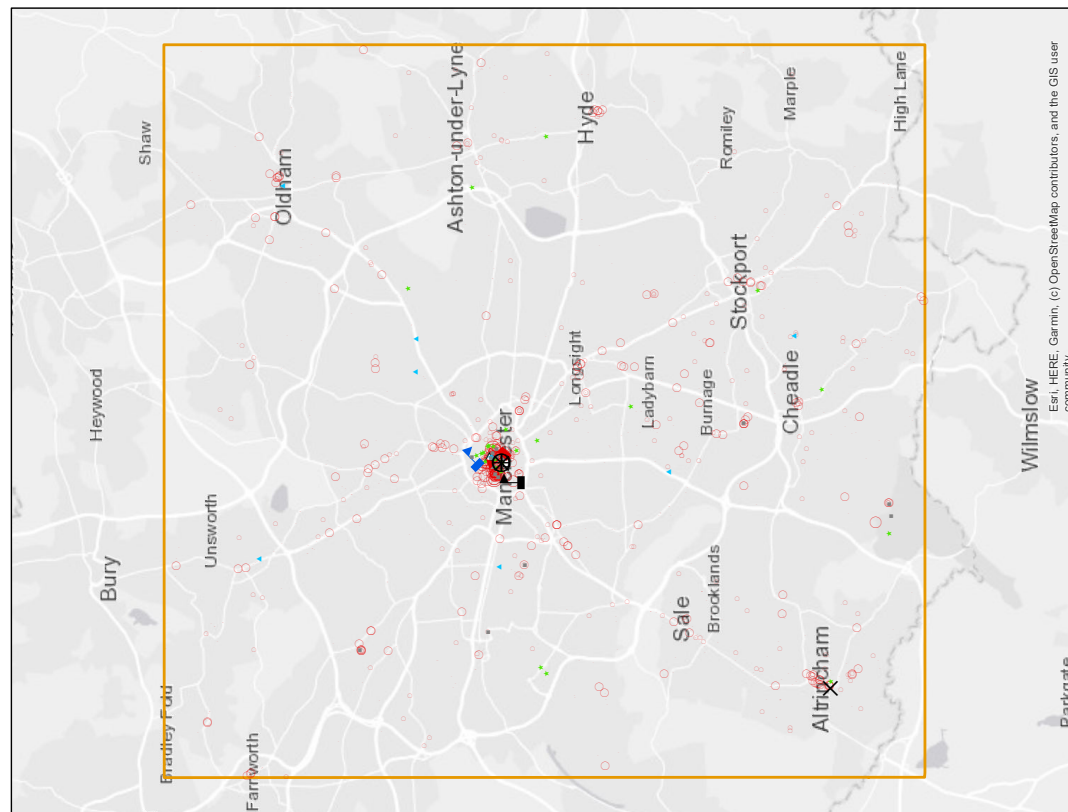 Shaw
Oldham
Ashton-under-Lyne
Hyde
Romiley
Marple
High Lane
Heywood
Stockport
Longsight
Ladybarn
Burnage
Cheadle
Wilmslow
Bury
Unsworth
Manchester
Brooklands
Sale
Altrincham
Bradley Fold
Farnworth
Parkgate
Esri, HERE, Garmin, (c) OpenStreetMap contributors, and the GIS user
community